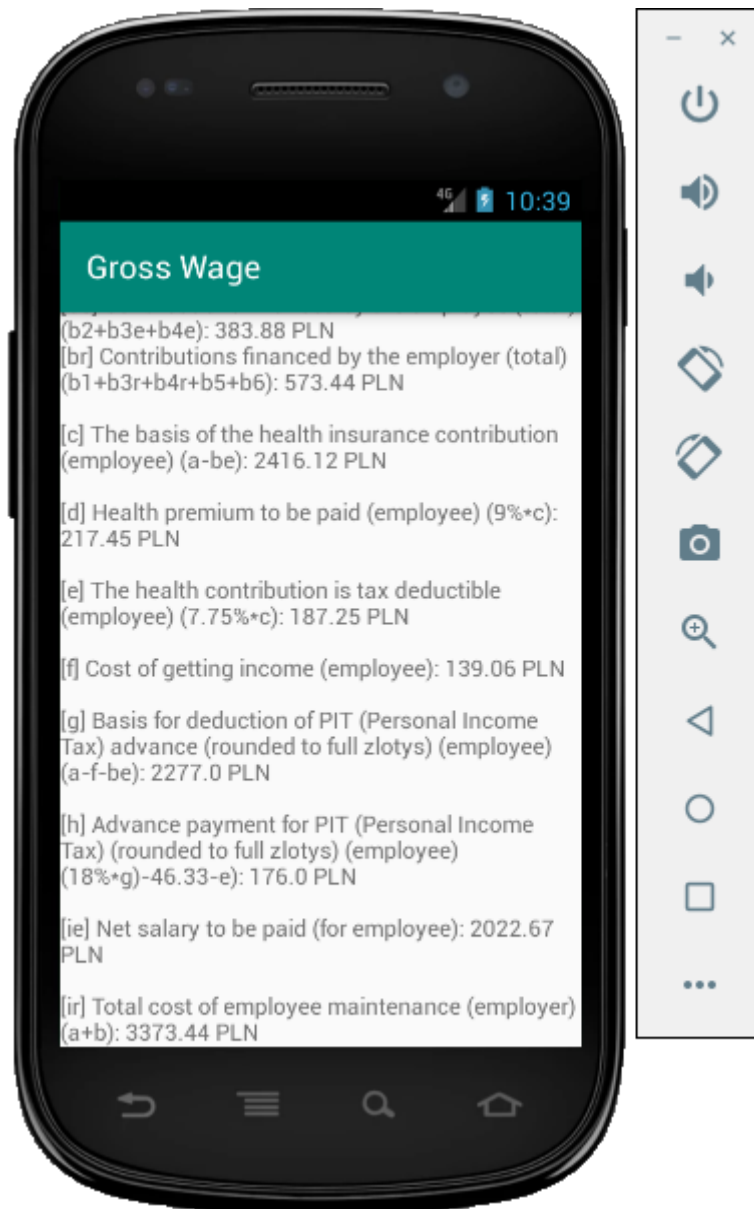 4G 10:39
Gross Wage
(b2+b3e+b4e): 383.88 PLN
[br] Contributions financed by the employer (total)
(b1+b3r+b4r+b5+b6): 573.44 PLN
[c] The basis of the health insurance contribution
(employee) (a-be): 2416.12 PLN
[d] Health premium to be paid (employee) (9%*c):
217.45 PLN
[e] The health contribution is tax deductible
(employee) (7.75%*c): 187.25 PLN
[f] Cost of getting income (employee): 139.06 PLN
[g] Basis for deduction of PIT (Personal Income
Tax) advance (rounded to full zlotys) (employee)
(a-f-be): 2277.0 PLN
[h] Advance payment for PIT (Personal Income
Tax) (rounded to full zlotys) (employee)
(18%*g)-46.33-e): 176.0 PLN
[ie] Net salary to be paid (for employee): 2022.67
PLN
[ir] Total cost of employee maintenance (employer)
(a+b): 3373.44 PLN